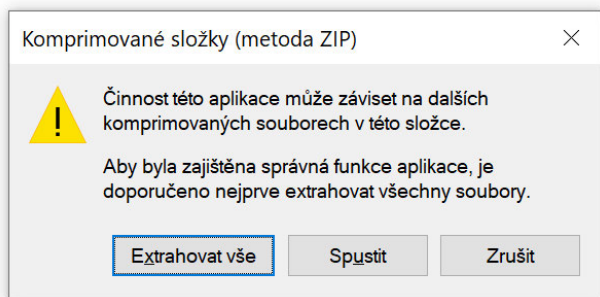 Komprimované složky (metoda ZIP)
Činnost této aplikace může záviset na dalších
komprimovaných souborech v této složce.
Aby byla zajištěna správná funkce aplikace, je
doporučeno nejprve extrahovat všechny soubory.
Extrahovat vše
Spustit
Zrušit